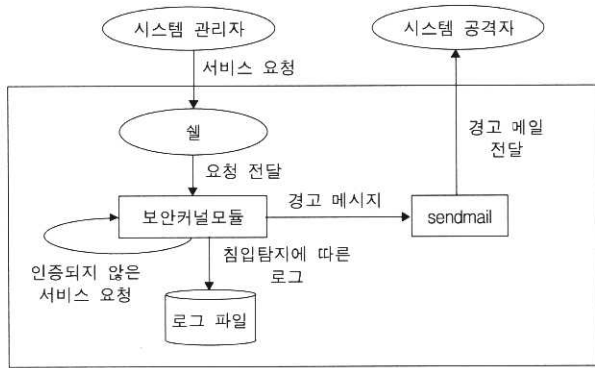 시스템 관리자
시스템 공격자
서비스 요청
쉘
경고 메일
전달
요청 전달
경고 메시지
보안커널모듈
sendmail
침입탐지에 따른
로그
인증되지 않은
서비스 요청
로그 파일